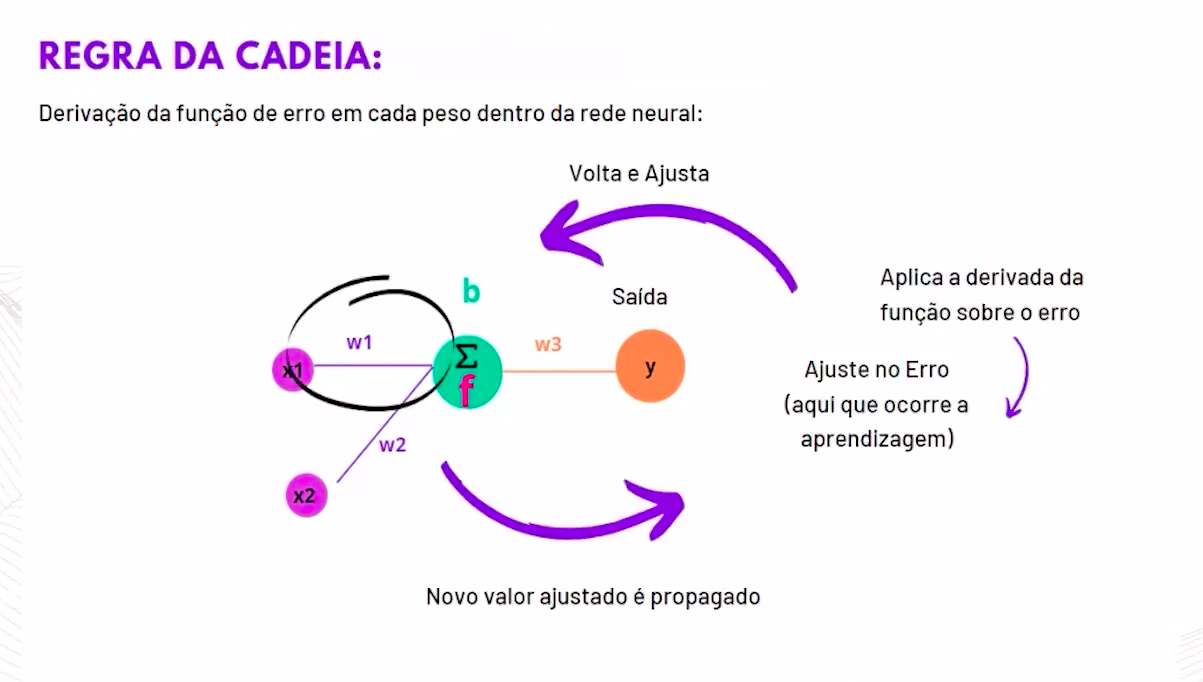 REGRA DA CADEIA:
Derivação da função de erro em cada peso dentro da rede neural:
Volta e Ajusta
Aplica a derivada da
função sobre o erro
b
Saída
w1
Σ
w3
x1
f
y
Ajuste no Erro
(aqui que ocorre a
aprendizagem)
w2
x2
Novo valor ajustado é propagado